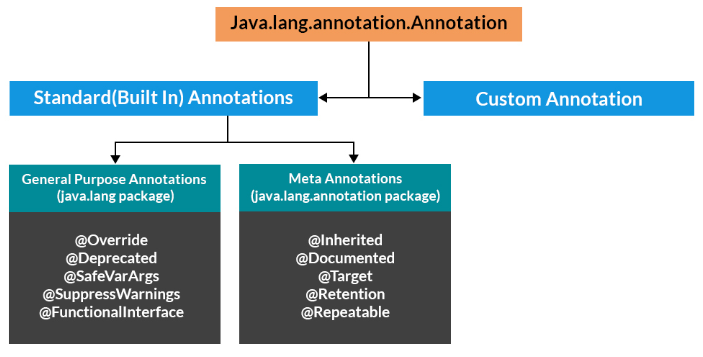 Java.lang.annotation.Annotation
Standard(Built In) Annotations
Custom Annotation
General Purpose Annotations
(java.lang package)
@Override
@Deprecated
@SafeVarArgs
@SuppressWarnings
@FunctionalInterface
Meta Annotations
(java.lang.annotation package)
@Inherited
@Documented
@Target
@Retention
@Repeatable